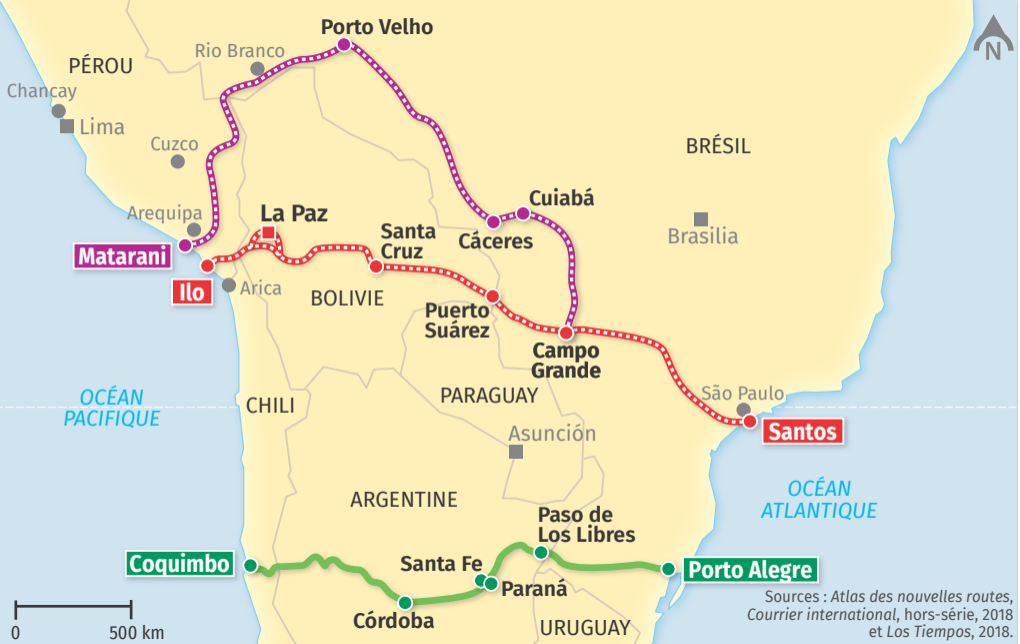 Porto Velho
Rio Branco
PÉROU
N
Chancay
Lima
Cuzco
BRÉSIL
Cuiabá
Arequipa
La Paz
Santa
Cruz
Cáceres
Brasilia
Matarani
Ilo
Arica
BOLIVIE
Puerto
Suárez
Campo
Grande
OCÉAN
PACIFIQUE
CHILI
PARAGUAY
São Paulo
Santos
Asunción
ARGENTINE
OCÉAN
ATLANTIQUE
Paso de
Los Libres
Coquimbo
Santa Fe
Paraná
Porto Alegre
Córdoba
URUGUAY
0
500 km
Sources : Atlas des nouvelles routes,
Courrier international, hors-série, 2018
et Los Tiempos, 2018.